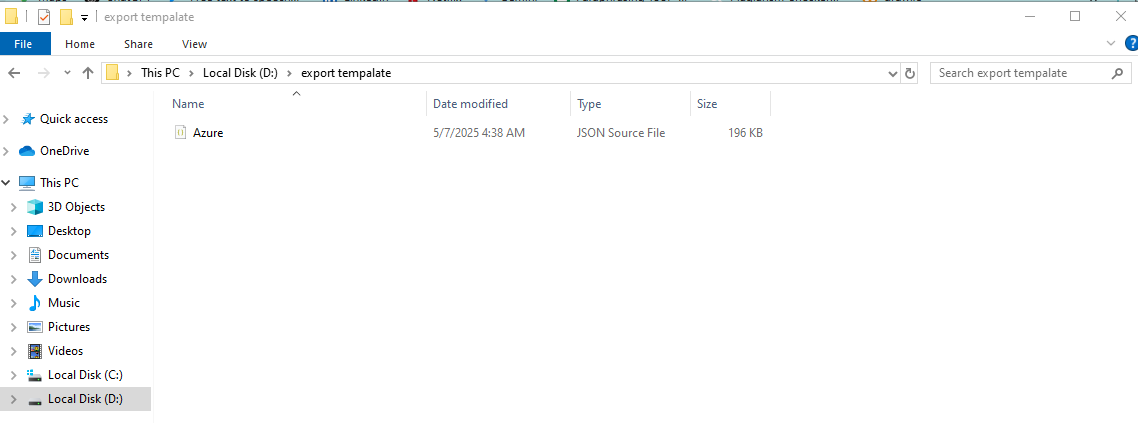 export tempalate
File Home Share View
This PC Local Disk (D:) export tempalate Search export tempalate
Name Date modified Type Size
Azure 5/7/2025 4:38 AM JSON Source File 196 KB
Quick access
OneDrive
This PC
3D Objects
Desktop
Documents
Downloads
Music
Pictures
Videos
Local Disk (C:)
Local Disk (D:)